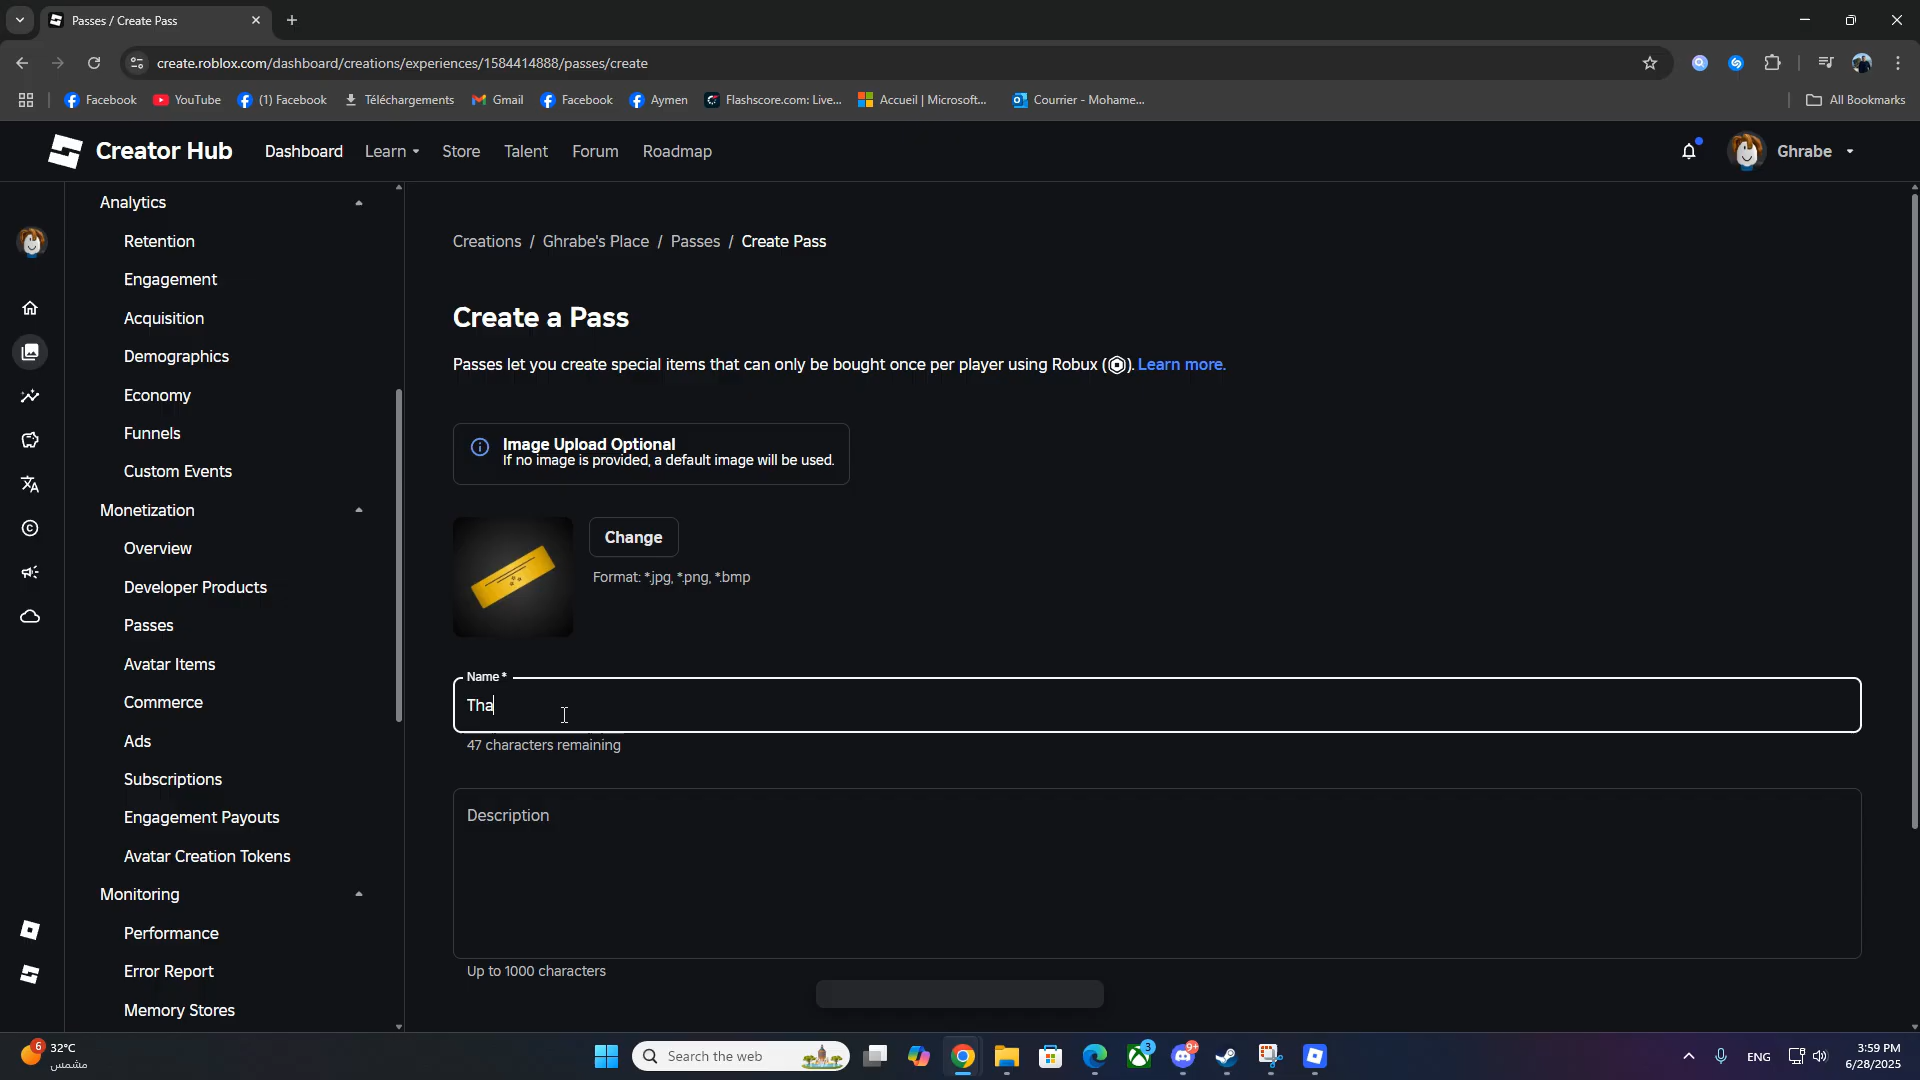 Passes / Create Pass
create.roblox.com/dashboard/creations/experiences/1584414888/passes/create
Facebook
YouTube
(1) Facebook
Téléchargements
Gmail
Facebook
Aymen
Flashscore.com: Live...
Accueil | Microsoft...
Courrier - Mohame...
All Bookmarks
Creator Hub
Dashboard
Learn
Store
Talent
Forum
Roadmap
Ghrabe
Analytics
Retention
Engagement
Acquisition
Demographics
Economy
Funnels
Custom Events
Monetization
Overview
Developer Products
Passes
Avatar Items
Commerce
Ads
Subscriptions
Engagement Payouts
Avatar Creation Tokens
Monitoring
Performance
Error Report
Memory Stores
Creations / Ghrabe's Place / Passes / Create Pass
Create a Pass
Passes let you create special items that can only be bought once per player using Robux (). Learn more.
Image Upload Optional
If no image is provided, a default image will be used.
Change
Format: *.jpg, *.png, *.bmp
Name*
Tha
47 characters remaining
Description
Up to 1000 characters
6
32°C
مشمس
Search the web
3
9+
ENG
3:59 PM
6/28/2025